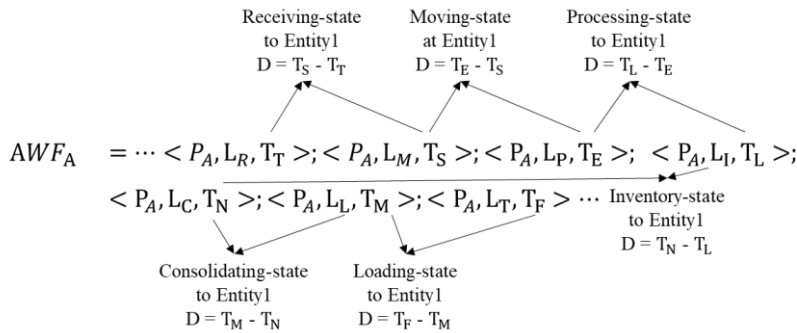 Receiving-state
to Entity1
D = T_S - T_T
Moving-state
at Entity1
D = T_E - T_S
Processing-state
to Entity1
D = T_L - T_E
AWF_A = ⋯ < P_A, L_R, T_T >; < P_A, L_M, T_S >; < P_A, L_P, T_E >; < P_A, L_I, T_L >;
< P_A, L_C, T_N >; < P_A, L_L, T_M >; < P_A, L_T, T_F > ⋯
Inventory-state
to Entity1
D = T_N - T_L
Consolidating-state
to Entity1
D = T_M - T_N
Loading-state
to Entity1
D = T_F - T_M